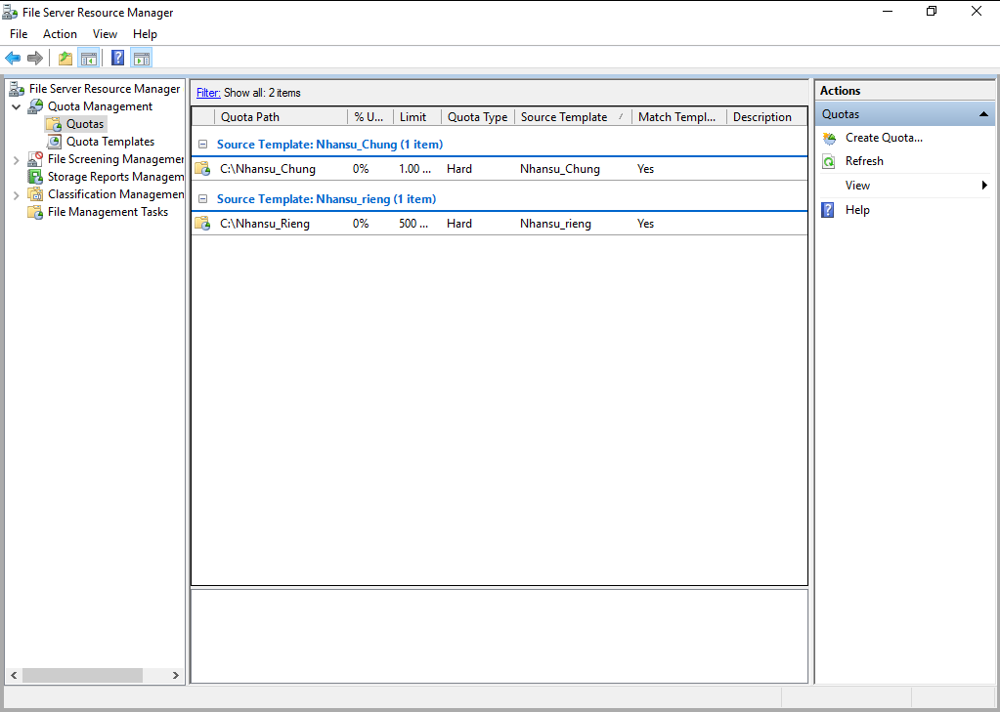 File Server Resource Manager
File Action View Help
File Server Resource Manager
Quota Management
Quotas
Quota Templates
File Screening Managemer
Storage Reports Managem
Classification Managemen
File Management Tasks
Filter: Show all: 2 items
Quota Path % U... Limit Quota Type Source Template Match Templ... Description
Source Template: Nhansu_Chung (1 item)
C:\Nhansu_Chung 0% 1.00 ... Hard Nhansu_Chung Yes
Source Template: Nhansu_rieng (1 item)
C:\Nhansu_Rieng 0% 500 ... Hard Nhansu_rieng Yes
Actions
Quotas
Create Quota...
Refresh
View
Help